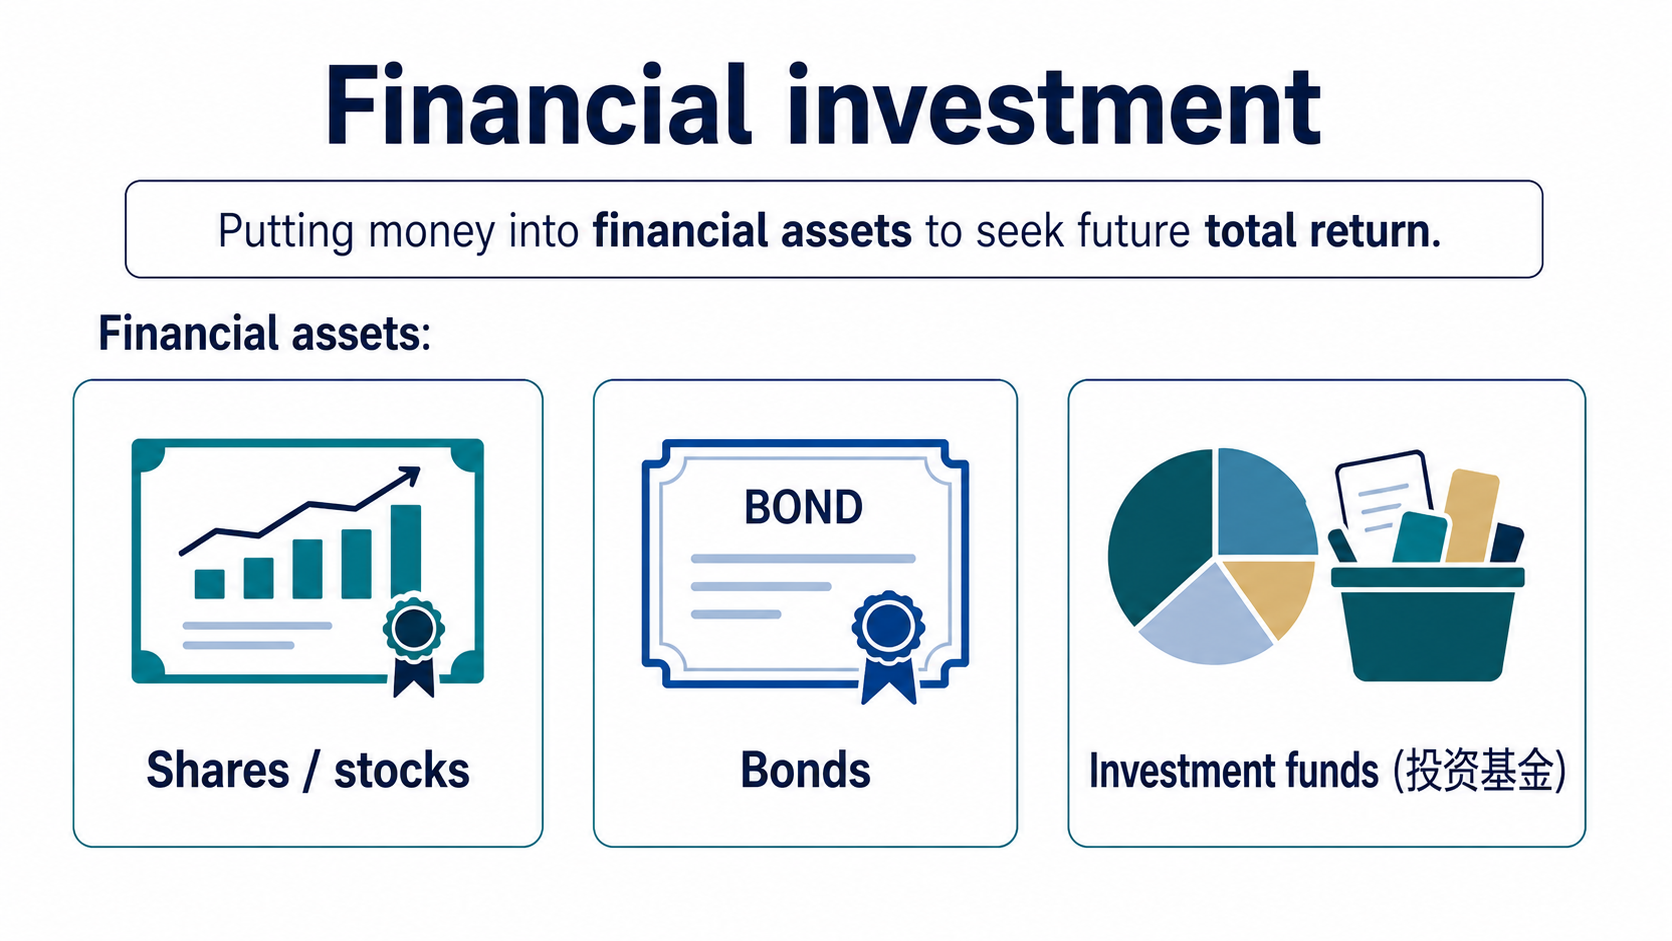 Financial investment
Putting money into financial assets to seek future total return.
Financial assets:
BOND
Shares / stocks
Bonds
Investment funds (投资基金)